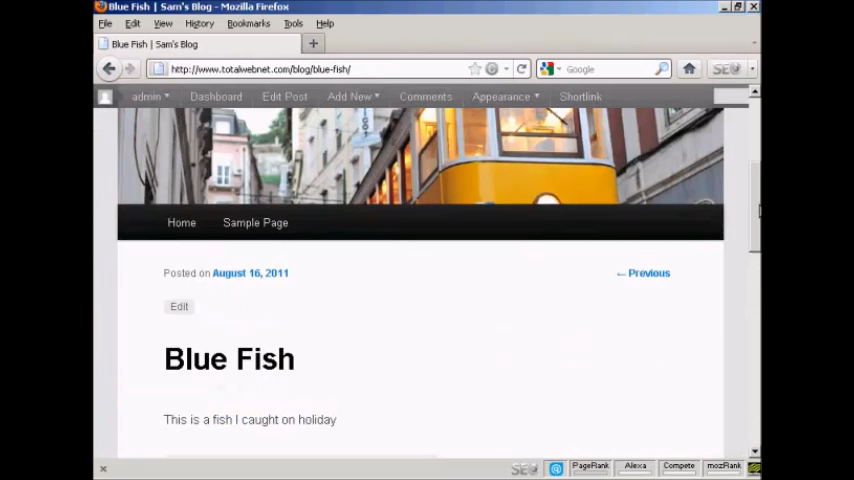 Blue Fish | Sam's Blog - Mozilla Firefox
File Edit View History Bookmarks Tools Help
Blue Fish | Sam's Blog
http://www.totalwebnet.com/blog/blue-fish/
Google
SEO
admin Dashboard Edit Post Add New Comments Appearance Shortlink
Home Sample Page
Posted on August 16, 2011
← Previous
Edit
Blue Fish
This is a fish I caught on holiday
SEO PageRank Alexa Compete mozRank